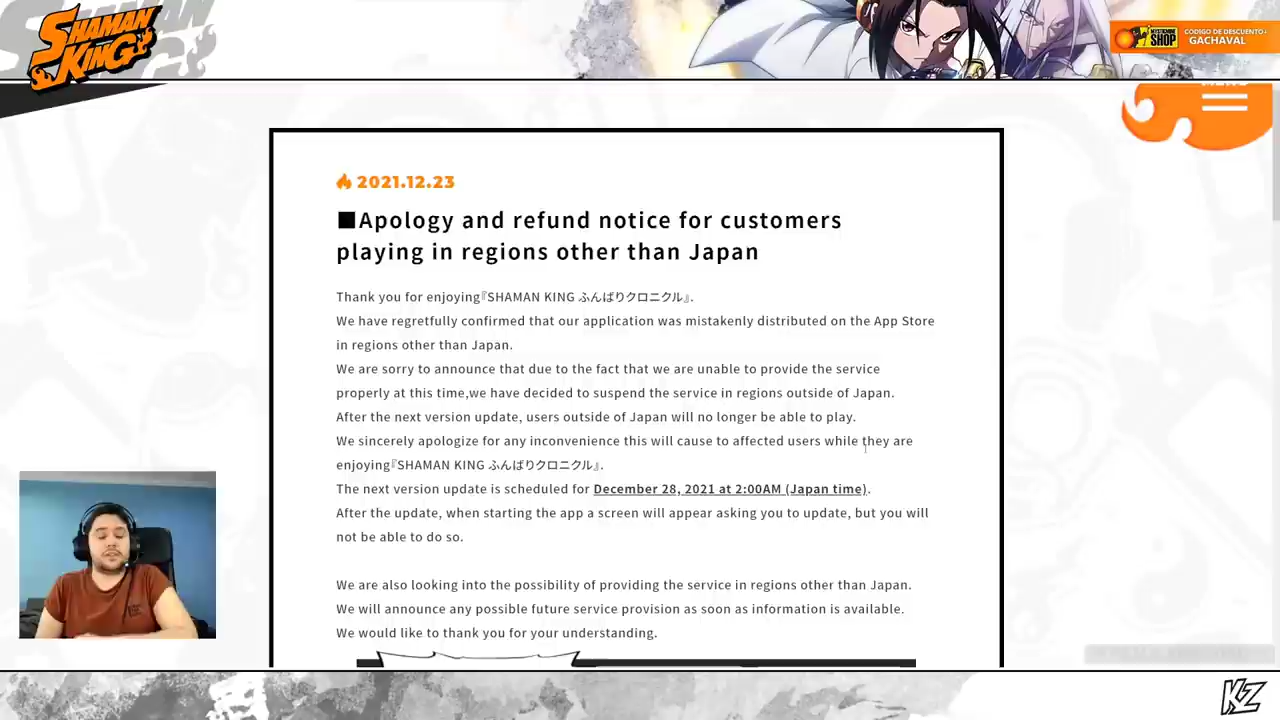 SHAMAN KING
MYSTICMINE SHOP
CÓDIGO DE DESCUENTO
GACHAVAL
2021.12.23
■Apology and refund notice for customers
playing in regions other than Japan
Thank you for enjoying『SHAMAN KING ふんばりクロニクル』.
We have regretfully confirmed that our application was mistakenly distributed on the App Store
in regions other than Japan.
We are sorry to announce that due to the fact that we are unable to provide the service
properly at this time,we have decided to suspend the service in regions outside of Japan.
After the next version update, users outside of Japan will no longer be able to play.
We sincerely apologize for any inconvenience this will cause to affected users while they are
enjoying『SHAMAN KING ふんばりクロニクル』.
The next version update is scheduled for December 28, 2021 at 2:00AM (Japan time).
After the update, when starting the app a screen will appear asking you to update, but you will
not be able to do so.
We are also looking into the possibility of providing the service in regions other than Japan.
We will announce any possible future service provision as soon as information is available.
We would like to thank you for your understanding.
KZ